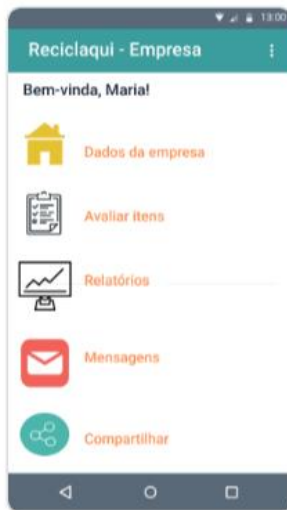 13:00
Reciclaqui - Empresa
Bem-vinda, Maria!
Dados da empresa
Avaliar itens
Relatórios
Mensagens
Compartilhar